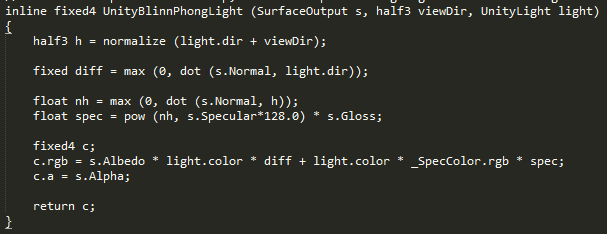 inline fixed4 UnityBlinnPhongLight (SurfaceOutput s, half3 viewDir, UnityLight light)
{
half3 h = normalize (light.dir + viewDir);
fixed diff = max (0, dot (s.Normal, light.dir));
float nh = max (0, dot (s.Normal, h));
float spec = pow (nh, s.Specular*128.0) * s.Gloss;
fixed4 c;
c.rgb = s.Albedo * light.color * diff + light.color * _SpecColor.rgb * spec;
c.a = s.Alpha;
return c;
}